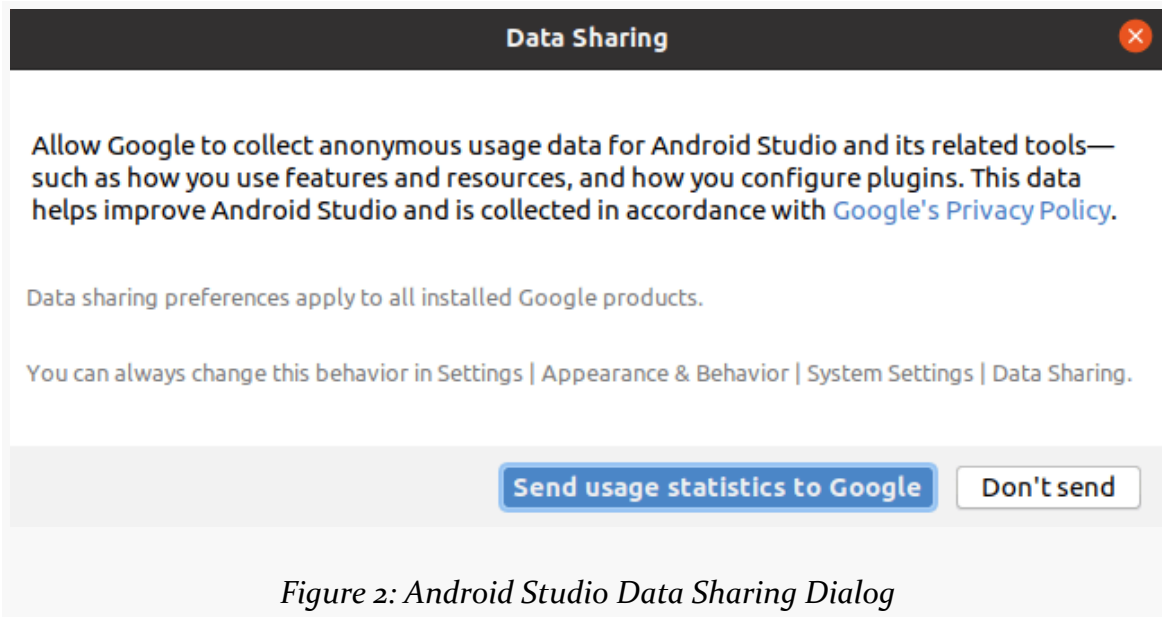 Data Sharing
Allow Google to collect anonymous usage data for Android Studio and its related tools—
such as how you use features and resources, and how you configure plugins. This data
helps improve Android Studio and is collected in accordance with Google's Privacy Policy.
Data sharing preferences apply to all installed Google products.
You can always change this behavior in Settings | Appearance & Behavior | System Settings | Data Sharing.
Send usage statistics to Google Don't send
Figure 2: Android Studio Data Sharing Dialog